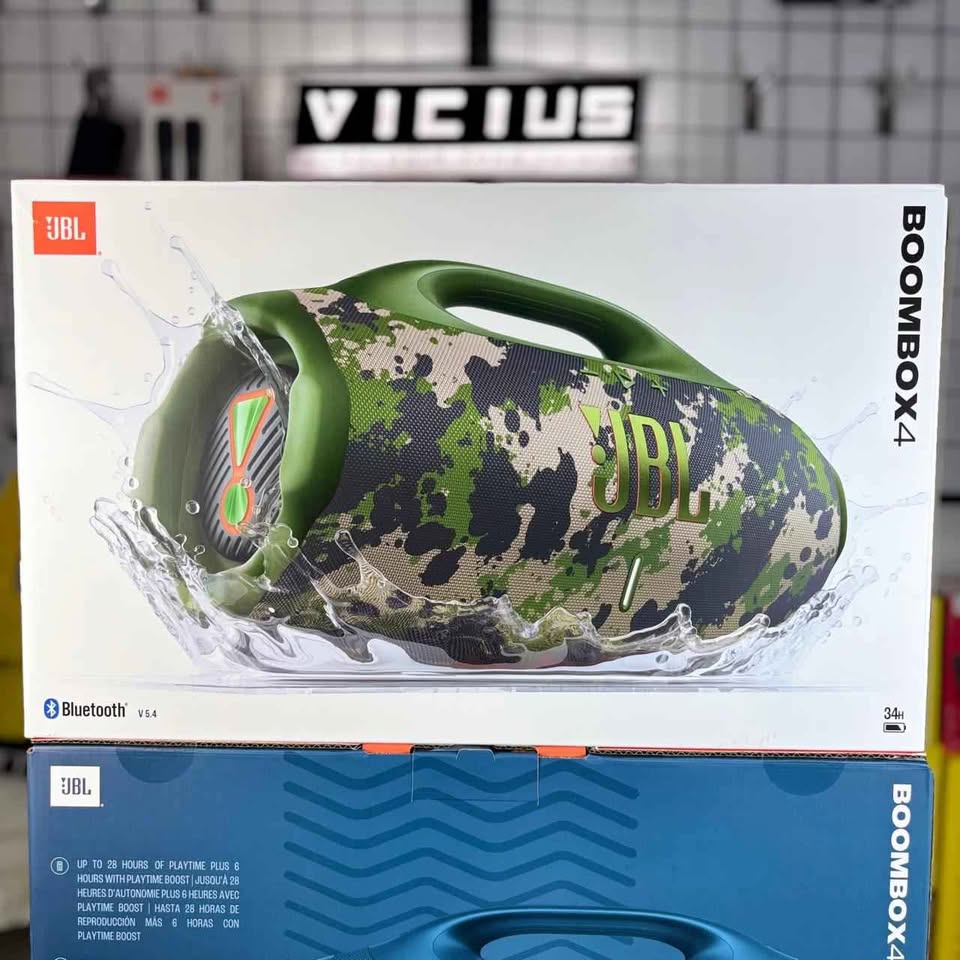 VICIUS
JBL
BOOMBOX4
JBL
Bluetooth® V 5.4
34H
JBL
BOOMBOX4
UP TO 28 HOURS OF PLAYTIME PLUS 6
HOURS WITH PLAYTIME BOOST | JUSQU'À 28
HEURES D'AUTONOMIE PLUS 6 HEURES AVEC
PLAYTIME BOOST | HASTA 28 HORAS DE
REPRODUCCIÓN MÁS 6 HORAS CON
PLAYTIME BOOST